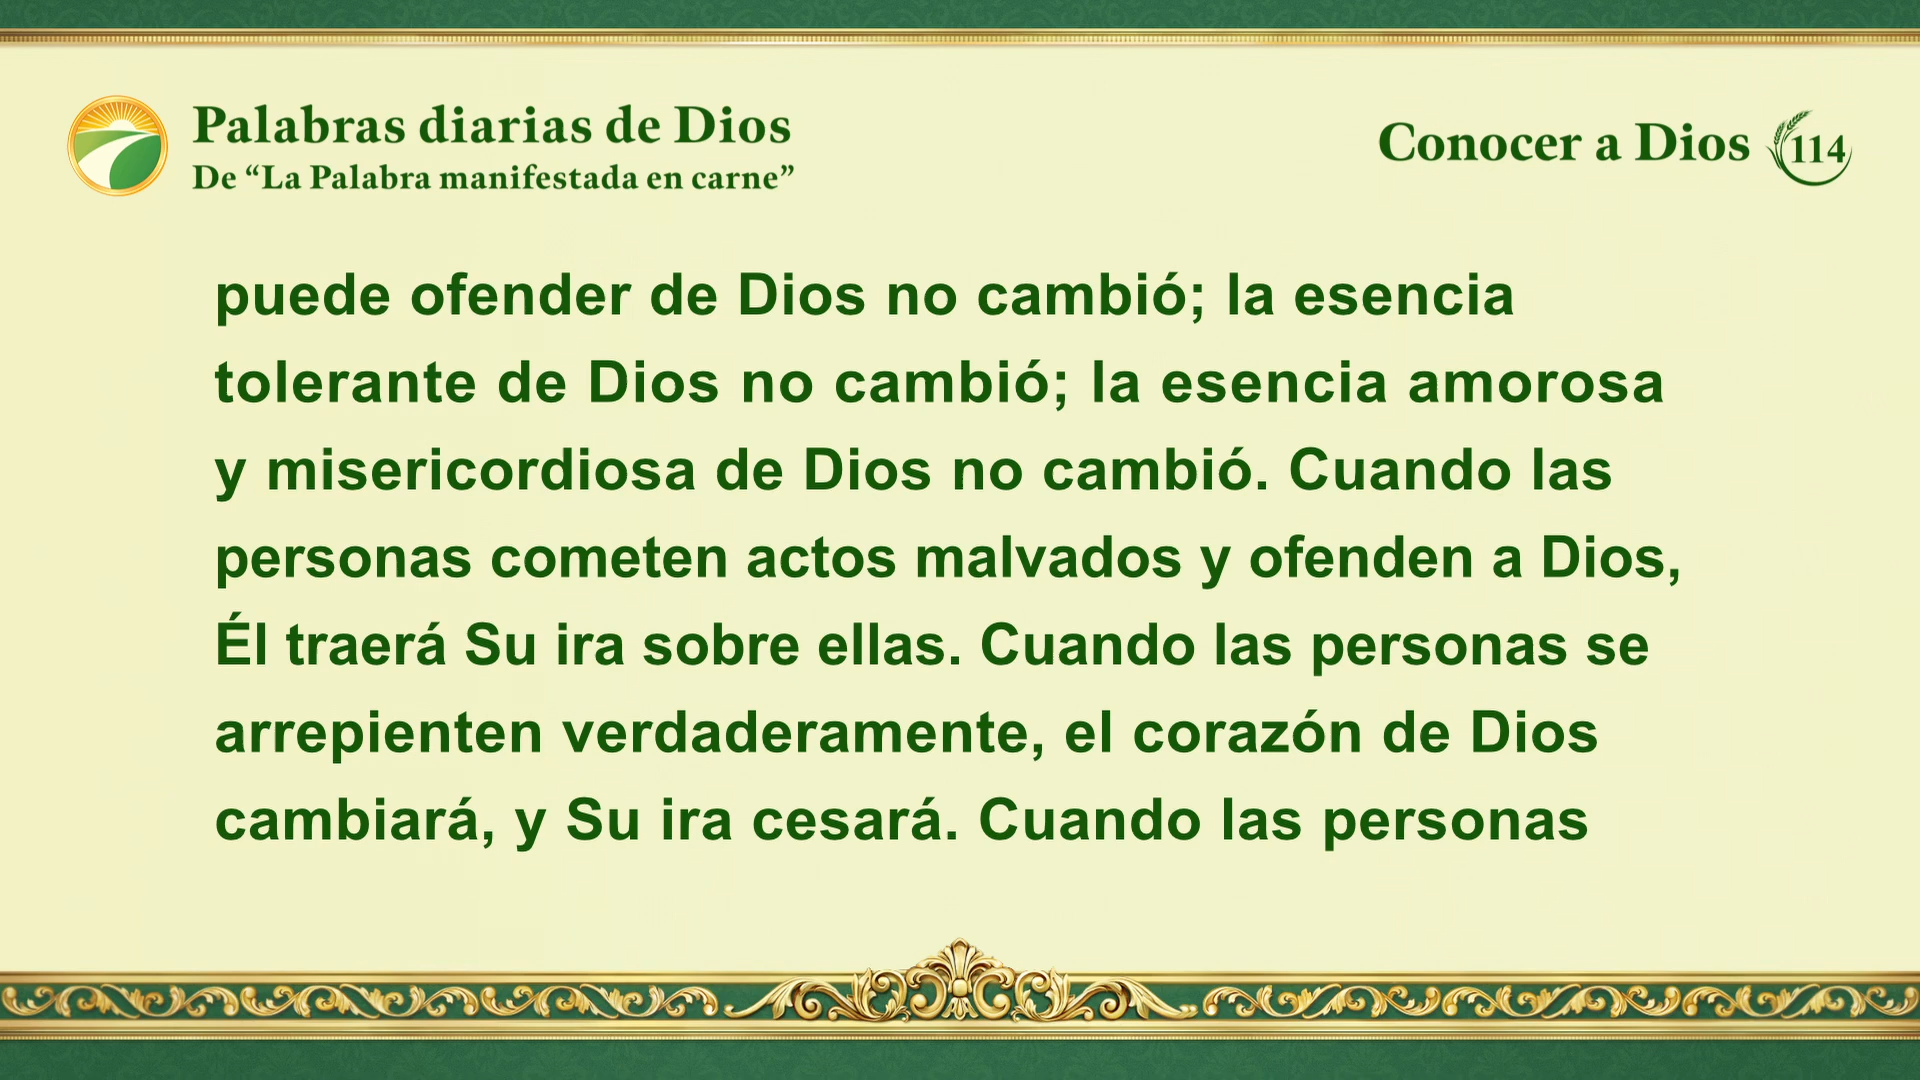 Palabras diarias de Dios
De “La Palabra manifestada en carne”
Conocer a Dios 114
puede ofender de Dios no cambió; la esencia
tolerante de Dios no cambió; la esencia amorosa
y misericordiosa de Dios no cambió. Cuando las
personas cometen actos malvados y ofenden a Dios,
Él traerá Su ira sobre ellas. Cuando las personas se
arrepienten verdaderamente, el corazón de Dios
cambiará, y Su ira cesará. Cuando las personas